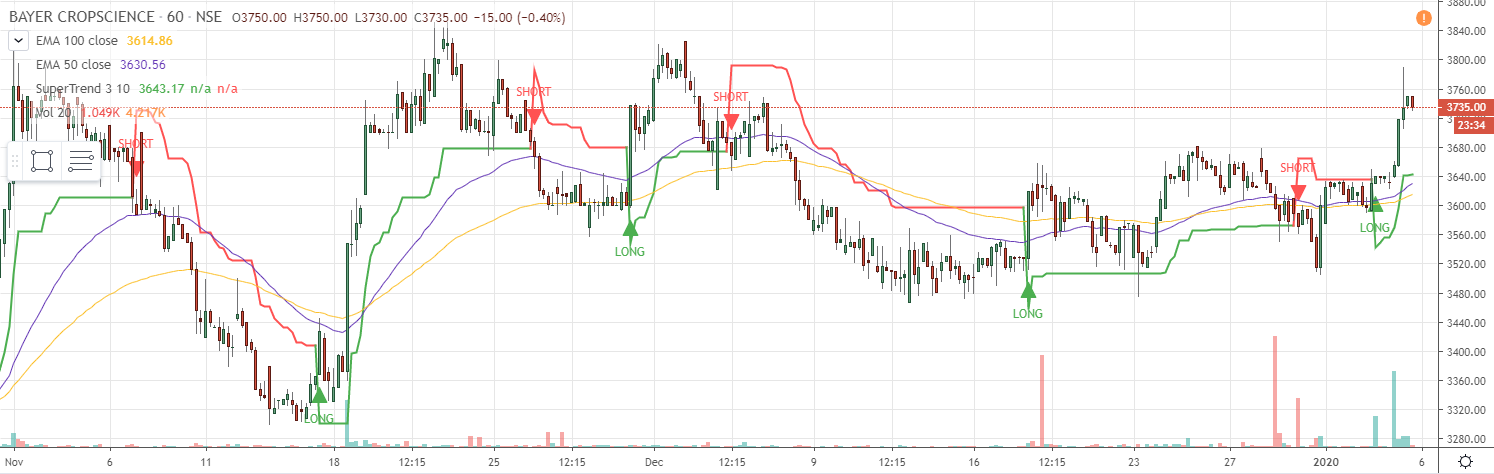 BAYER CROPSCIENCE · 60 · NSE O3750.00 H3750.00 L3730.00 C3735.00 −15.00 (−0.40%)
EMA 100 close 3614.86
EMA 50 close 3630.56
SuperTrend 3 10 3643.17 n/a n/a
Vol 20 1.049K 4.217K
SHORT
SHORT
SHORT
SHORT
LONG
LONG
LONG
LONG
!
3880.00
3840.00
3800.00
3760.00
3735.00
23:34
3680.00
3640.00
3600.00
3560.00
3520.00
3480.00
3440.00
3400.00
3360.00
3320.00
3280.00
Nov 6 11 18 12:15 25 12:15 Dec 12:15 9 12:15 16 12:15 23 27 2020 6